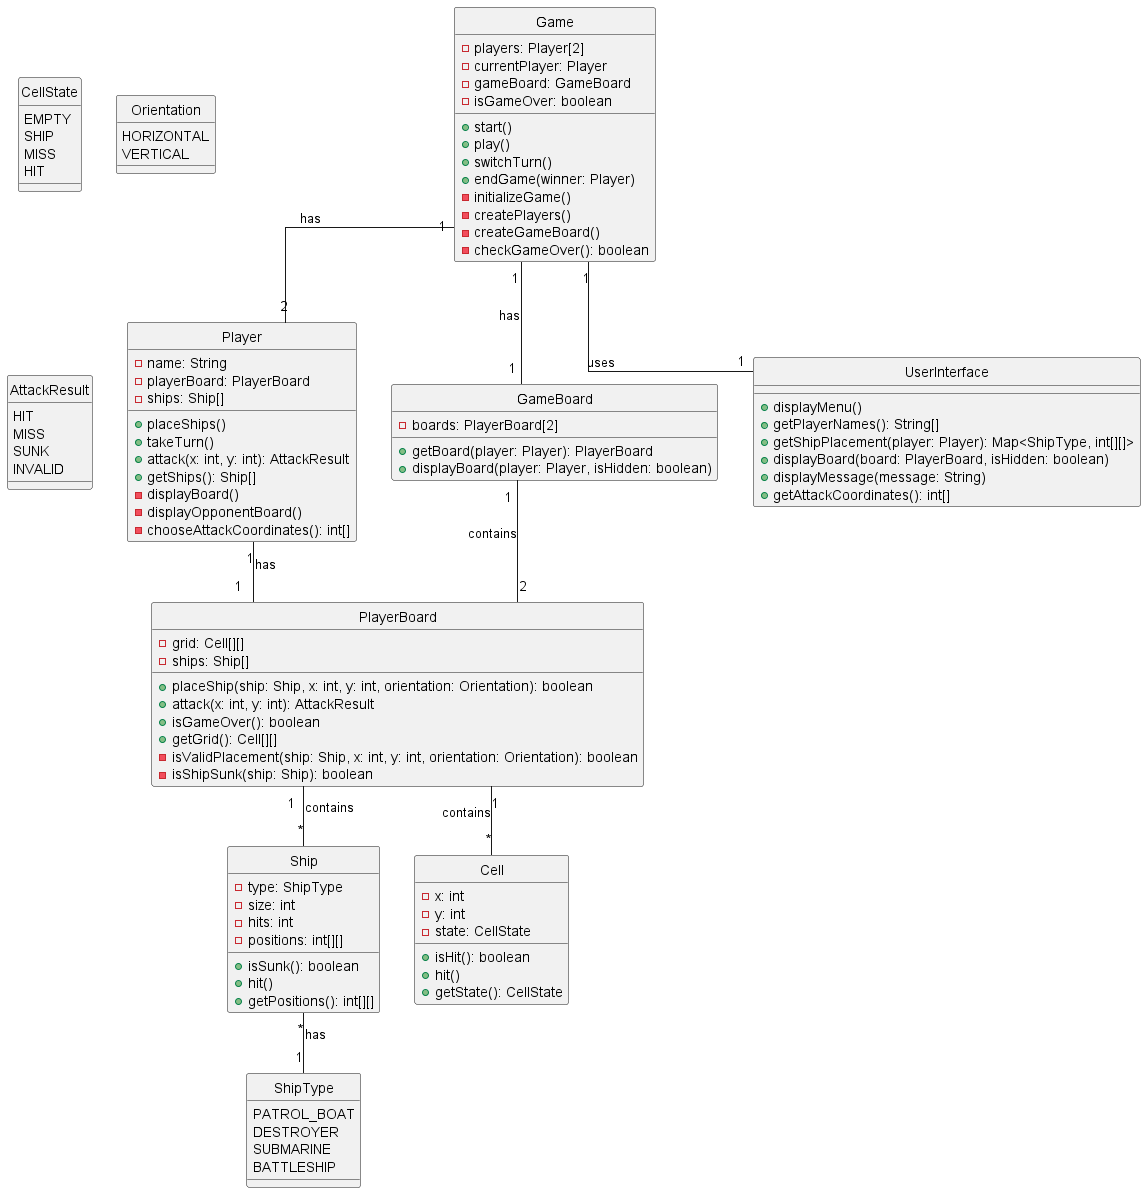 Game
players: Player[2]
currentPlayer: Player
gameBoard: GameBoard
isGameOver: boolean
start()
play()
switchTurn()
endGame(winner: Player)
initializeGame()
createPlayers()
createGameBoard()
checkGameOver(): boolean
CellState
EMPTY
SHIP
MISS
HIT
Orientation
HORIZONTAL
VERTICAL
has
1
2
1
has
1
1
uses
1
AttackResult
HIT
MISS
SUNK
INVALID
Player
name: String
playerBoard: PlayerBoard
ships: Ship[]
placeShips()
takeTurn()
attack(x: int, y: int): AttackResult
getShips(): Ship[]
displayBoard()
displayOpponentBoard()
chooseAttackCoordinates(): int[]
GameBoard
boards: PlayerBoard[2]
getBoard(player: Player): PlayerBoard
displayBoard(player: Player, isHidden: boolean)
UserInterface
displayMenu()
getPlayerNames(): String[]
getShipPlacement(player: Player): Map<ShipType, int[][]>
displayBoard(board: PlayerBoard, isHidden: boolean)
displayMessage(message: String)
getAttackCoordinates(): int[]
1
has
1
1
contains
2
PlayerBoard
grid: Cell[][]
ships: Ship[]
placeShip(ship: Ship, x: int, y: int, orientation: Orientation): boolean
attack(x: int, y: int): AttackResult
isGameOver(): boolean
getGrid(): Cell[][]
isValidPlacement(ship: Ship, x: int, y: int, orientation: Orientation): boolean
isShipSunk(ship: Ship): boolean
1
contains
*
1
contains
*
Ship
type: ShipType
size: int
hits: int
positions: int[][]
isSunk(): boolean
hit()
getPositions(): int[][]
Cell
x: int
y: int
state: CellState
isHit(): boolean
hit()
getState(): CellState
*
has
1
ShipType
PATROL_BOAT
DESTROYER
SUBMARINE
BATTLESHIP